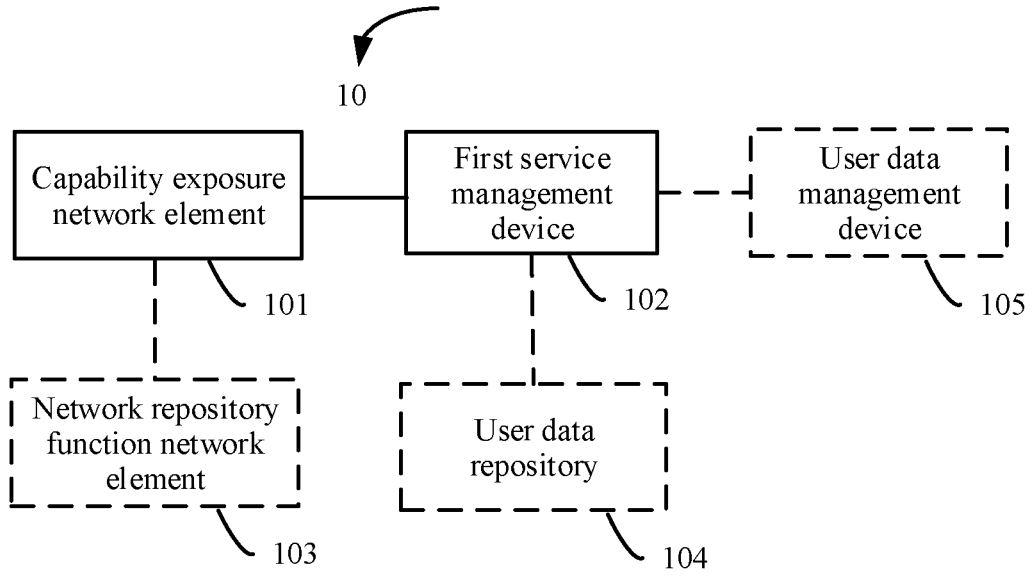 10
Capability exposure
network element
101
First service
management
device
102
User data
management
device
105
Network repository
function network
element
103
User data
repository
104